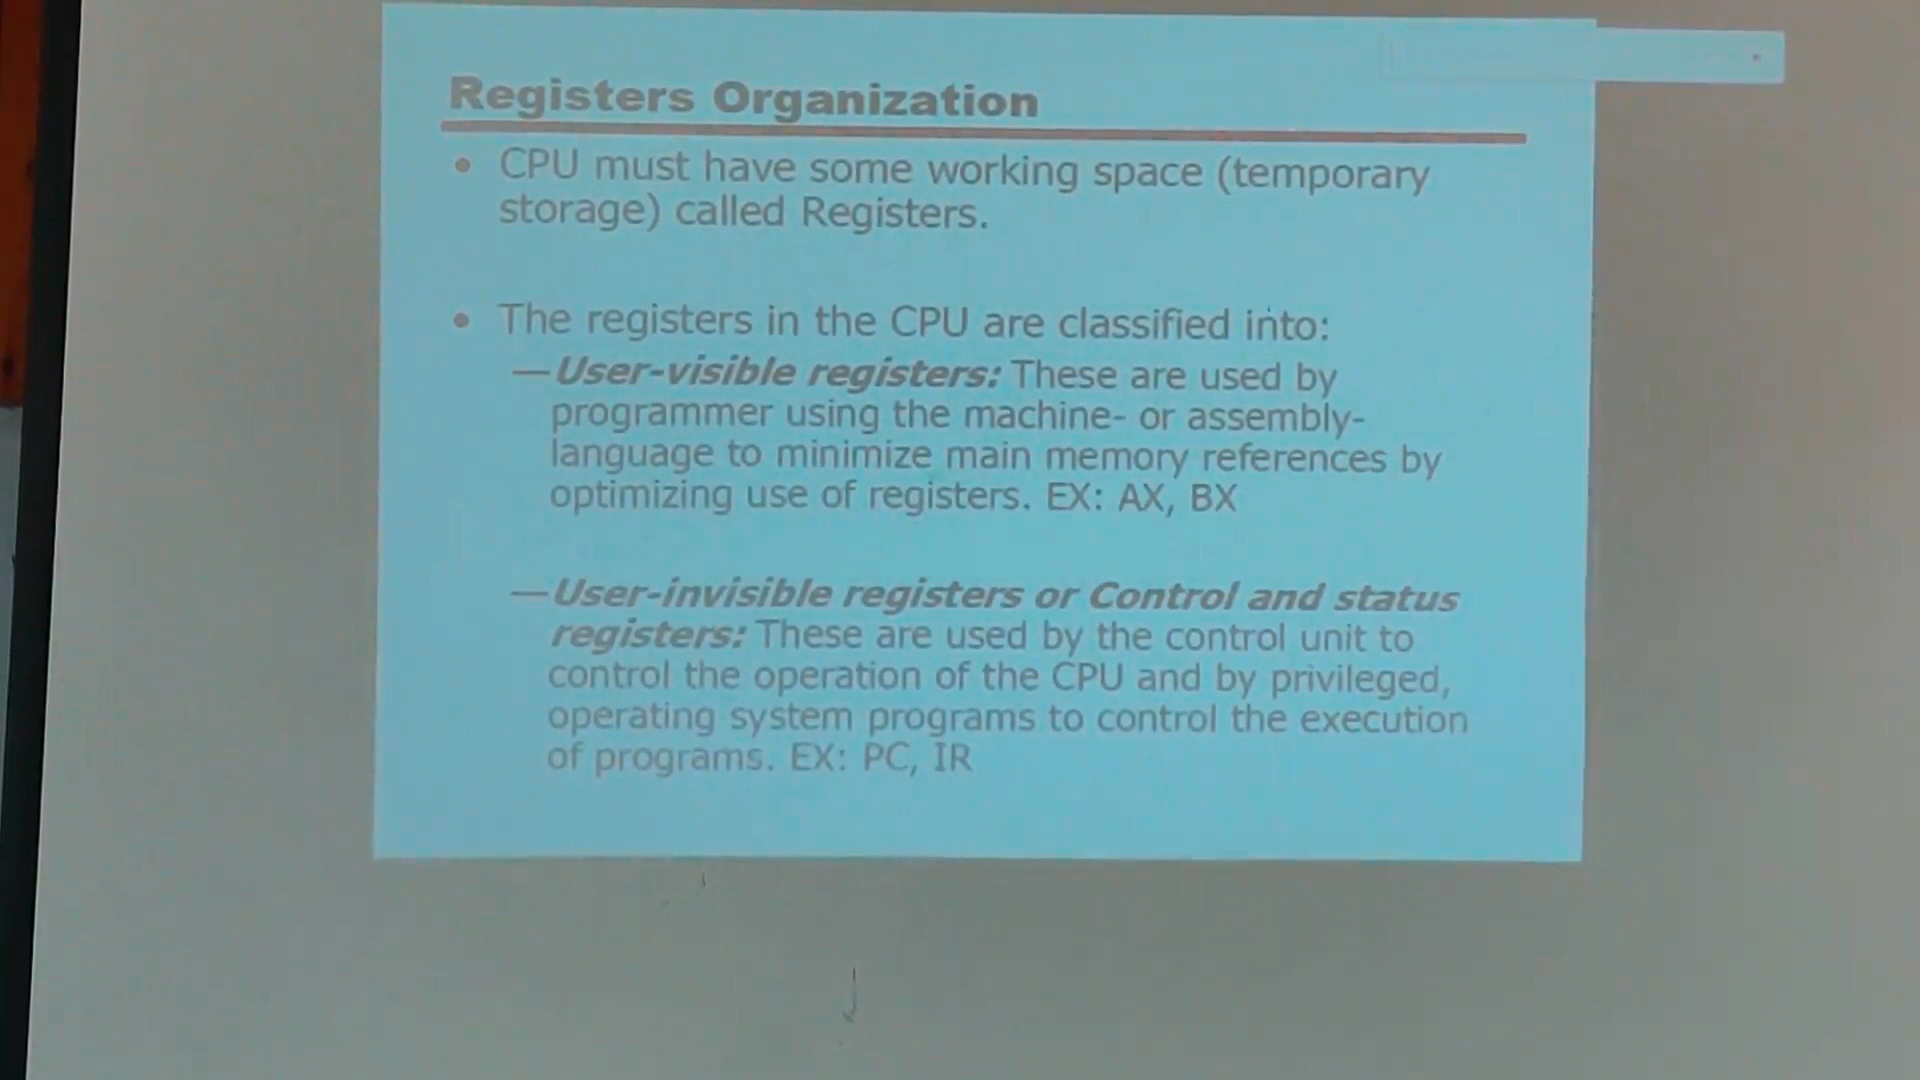 Registers Organization
• CPU must have some working space (temporary
storage) called Registers.
• The registers in the CPU are classified into:
—User-visible registers: These are used by
programmer using the machine- or assembly-
language to minimize main memory references by
optimizing use of registers. EX: AX, BX
—User-invisible registers or Control and status
registers: These are used by the control unit to
control the operation of the CPU and by privileged,
operating system programs to control the execution
of programs. EX: PC, IR